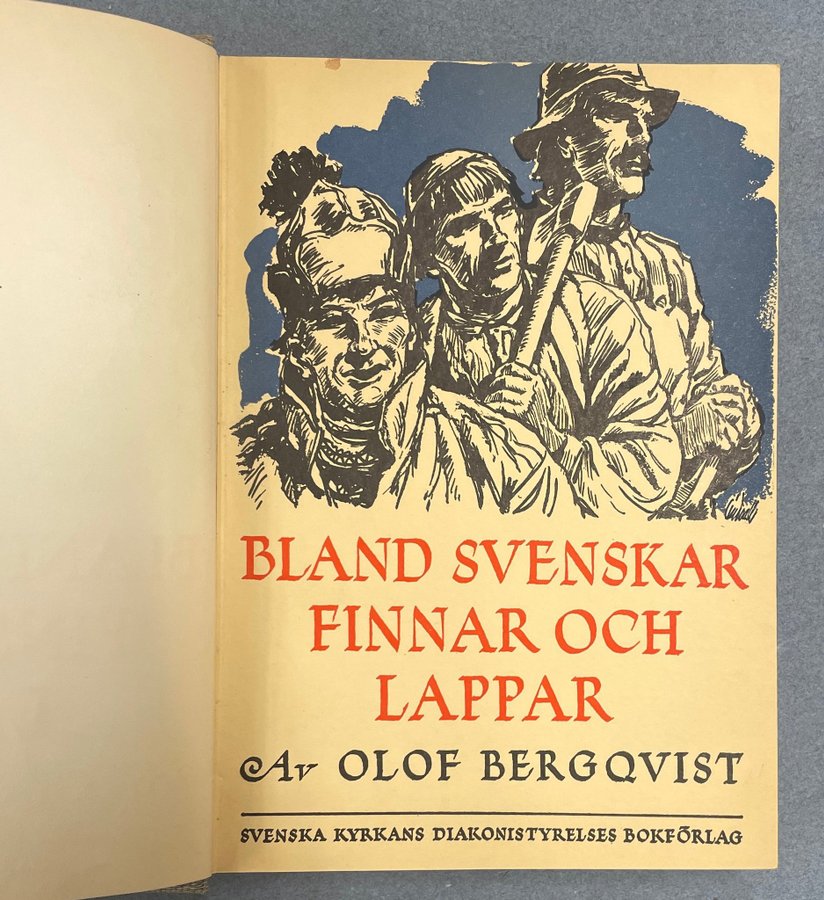 BLAND SVENSKAR
FINNAR OCH
LAPPAR
Av OLOF BERGQVIST
SVENSKA KYRKANS DIAKONISTYRELSES BOKFÖRLAG